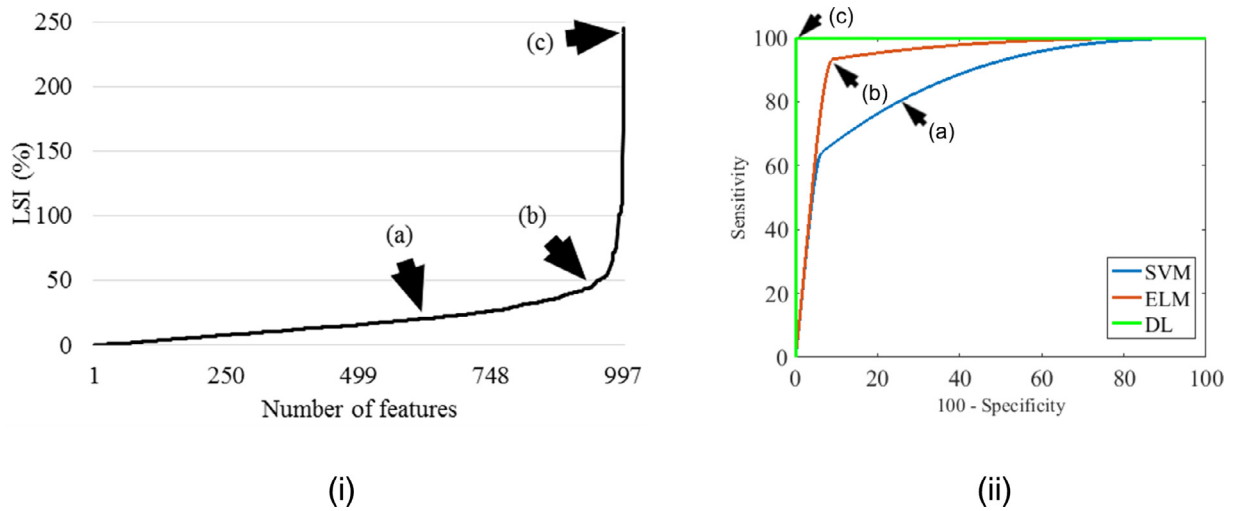 250
200
150
100
50
0
LSI (%)
(a)
(b)
(c)
1 250 499 748 997
Number of features
(i)
100
80
60
40
20
0
Sensitivity
(c)
(b)
(a)
SVM
ELM
DL
0 20 40 60 80 100
100 - Specificity
(ii)